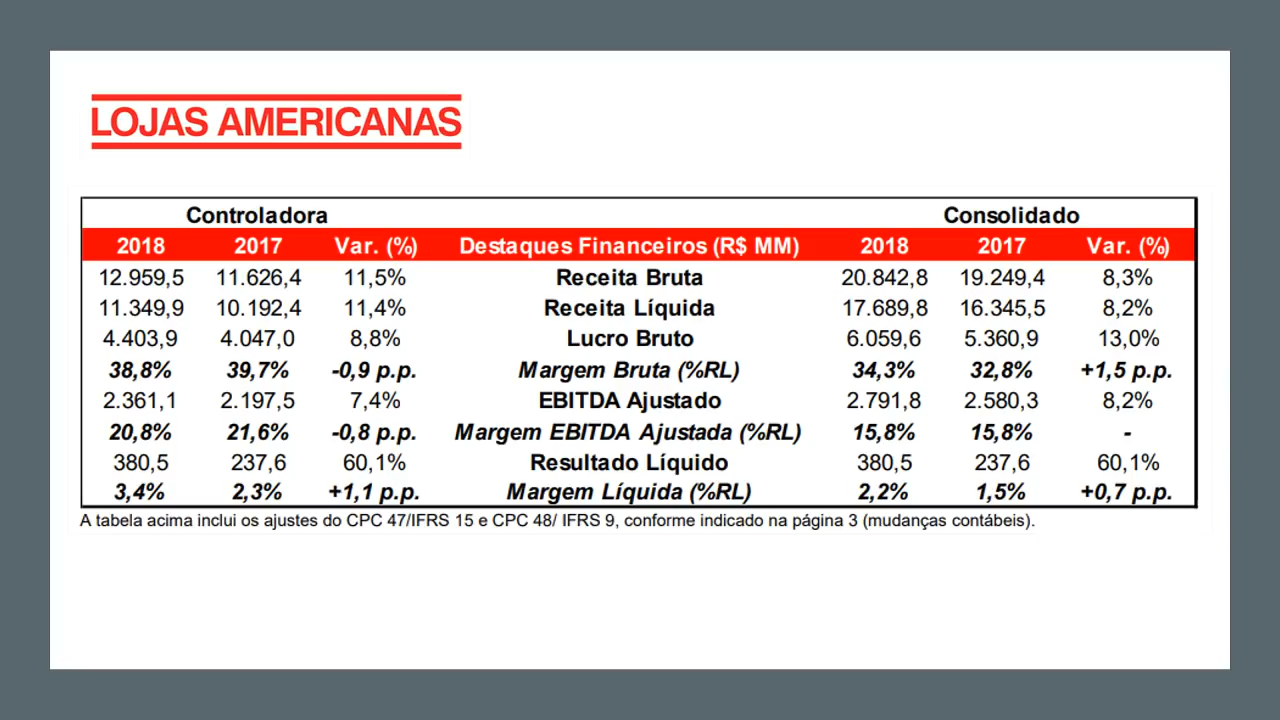 LOJAS AMERICANAS
Controladora Consolidado
2018 2017 Var. (%) Destaques Financeiros (R$ MM) 2018 2017 Var. (%)
12.959,5 11.626,4 11,5% Receita Bruta 20.842,8 19.249,4 8,3%
11.349,9 10.192,4 11,4% Receita Líquida 17.689,8 16.345,5 8,2%
4.403,9 4.047,0 8,8% Lucro Bruto 6.059,6 5.360,9 13,0%
38,8% 39,7% -0,9 p.p. Margem Bruta (%RL) 34,3% 32,8% +1,5 p.p.
2.361,1 2.197,5 7,4% EBITDA Ajustado 2.791,8 2.580,3 8,2%
20,8% 21,6% -0,8 p.p. Margem EBITDA Ajustada (%RL) 15,8% 15,8% -
380,5 237,6 60,1% Resultado Líquido 380,5 237,6 60,1%
3,4% 2,3% +1,1 p.p. Margem Líquida (%RL) 2,2% 1,5% +0,7 p.p.
A tabela acima inclui os ajustes do CPC 47/IFRS 15 e CPC 48/ IFRS 9, conforme indicado na página 3 (mudanças contábeis).